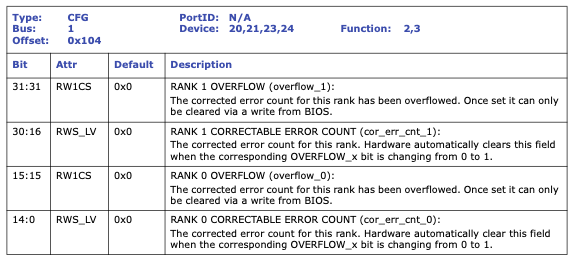 Type: CFG PortID: N/A
Bus: 1 Device: 20,21,23,24 Function: 2,3
Offset: 0x104
Bit Attr Default Description
31:31 RW1CS 0x0 RANK 1 OVERFLOW (overflow_1):
The corrected error count for this rank has been overflowed. Once set it can only
be cleared via a write from BIOS.
30:16 RWS_LV 0x0 RANK 1 CORRECTABLE ERROR COUNT (cor_err_cnt_1):
The corrected error count for this rank. Hardware automatically clears this field
when the corresponding OVERFLOW_x bit is changing from 0 to 1.
15:15 RW1CS 0x0 RANK 0 OVERFLOW (overflow_0):
The corrected error count for this rank has been overflowed. Once set it can only
be cleared via a write from BIOS.
14:0 RWS_LV 0x0 RANK 0 CORRECTABLE ERROR COUNT (cor_err_cnt_0):
The corrected error count for this rank. Hardware automatically clear this field
when the corresponding OVERFLOW_x bit is changing from 0 to 1.